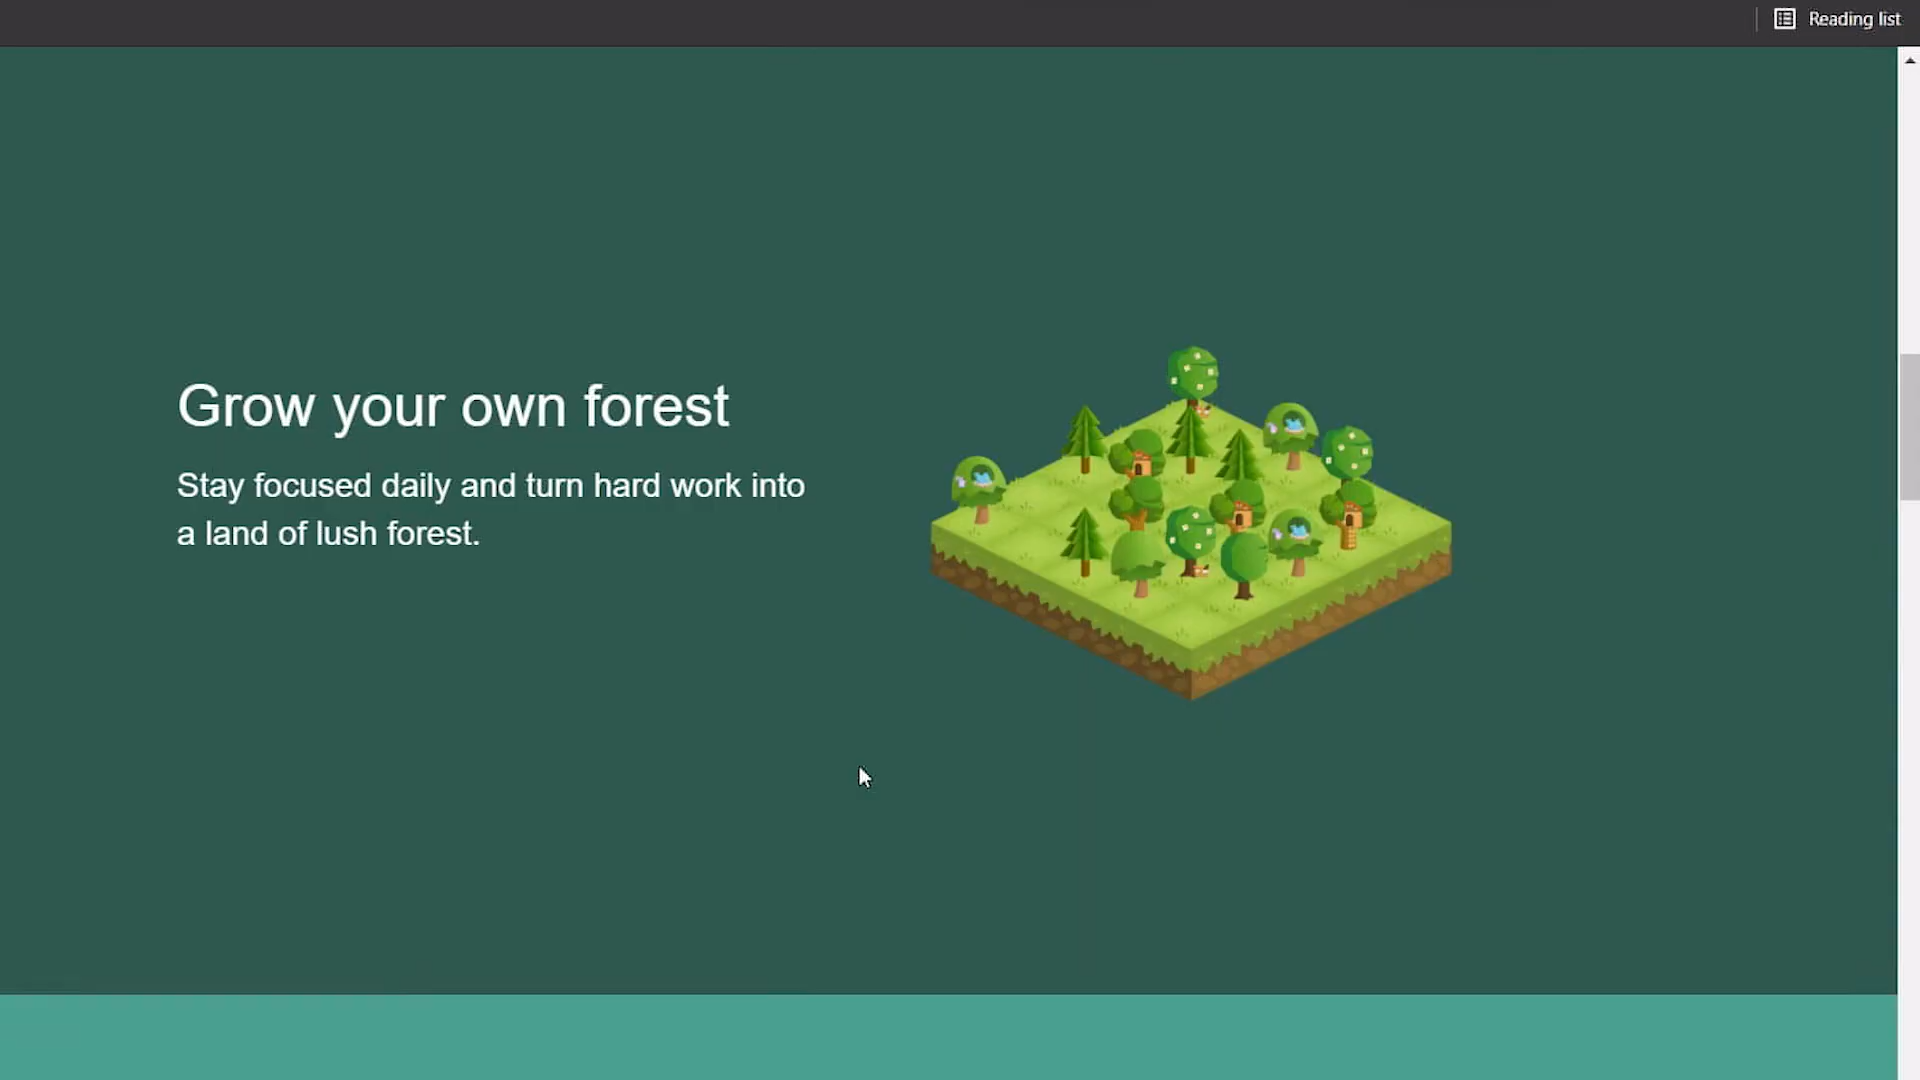 Reading list
Grow your own forest
Stay focused daily and turn hard work into
a land of lush forest.